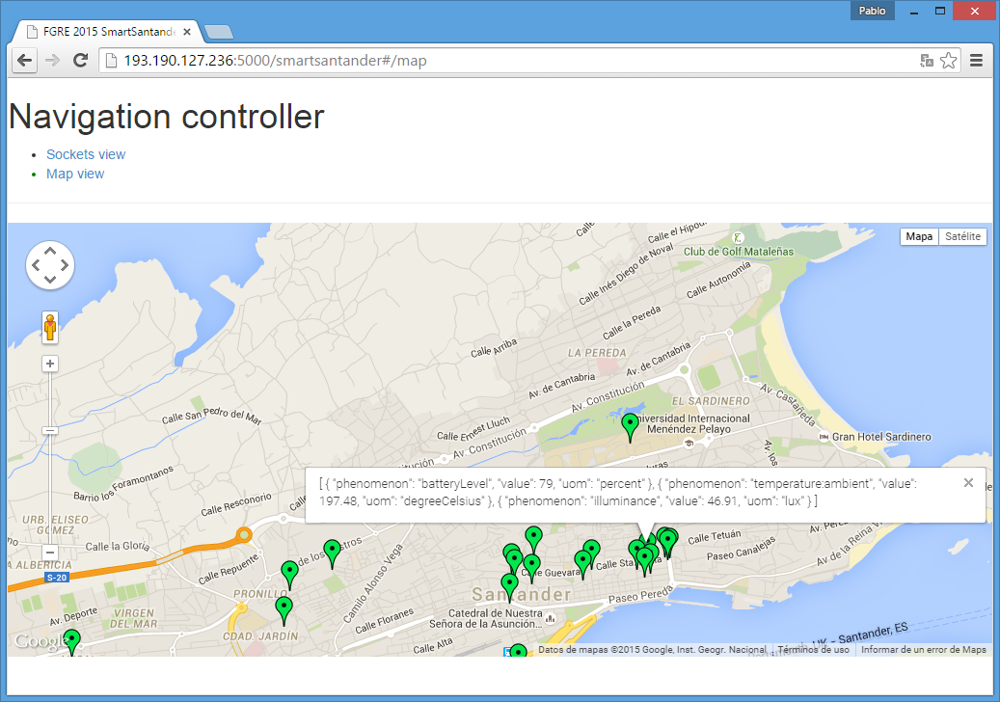 Pablo
FGRE 2015 SmartSantand
193.190.127.236:5000/smartsantander#/map
Navigation controller
Sockets view
Map view
Mapa
Satélite
Calle el Hipou
Club de Golf Mataleñas
Calle Inés Diego de Noval
Calle Autonomía
Calle la Pereda
Calle Arriba
LA PEREDA
Av. de Cantabria
Av. de Cantabria
Av. Constitución
Av. Castañeda
EL SARDINERO
Calle San Pedro del Mar
Calle Ernest Lluch
niversidad Internacional
Menéndez Pelayo
Av. Constitución
Gran Hotel Sardinero
Av. los
Barrio los Foramontanos
[ { "phenomenon": "batteryLevel", "value": 79, "uom": "percent" }, { "phenomenon": "temperature:ambient", "value":
197.48, "uom": "degreeCelsius" }, { "phenomenon": "illuminance", "value": 46.91, "uom": "lux" } ]
Calle Resconorio
URB. ELISEO
GÓMEZ
Calle la Gloria
Calle Tetuán
Av. de la Reina
Paseo Canalejas
A ALBERICIA
S-20
Calle Repuente
Camilo Alonso Vega
Guevara
PRONILLO
Santander
Paseo Pereda
Av. Deporte
VIRGEN
DEL MAR
Calle Floranes
Catedral de Nuestra
Señora de la Asunción...
CDAD. JARDÍN
Calle Alta
UK - Santander, ES
Google
Datos de mapas ©2015 Google, Inst. Geogr. Nacional
Términos de uso
Informar de un error de Maps